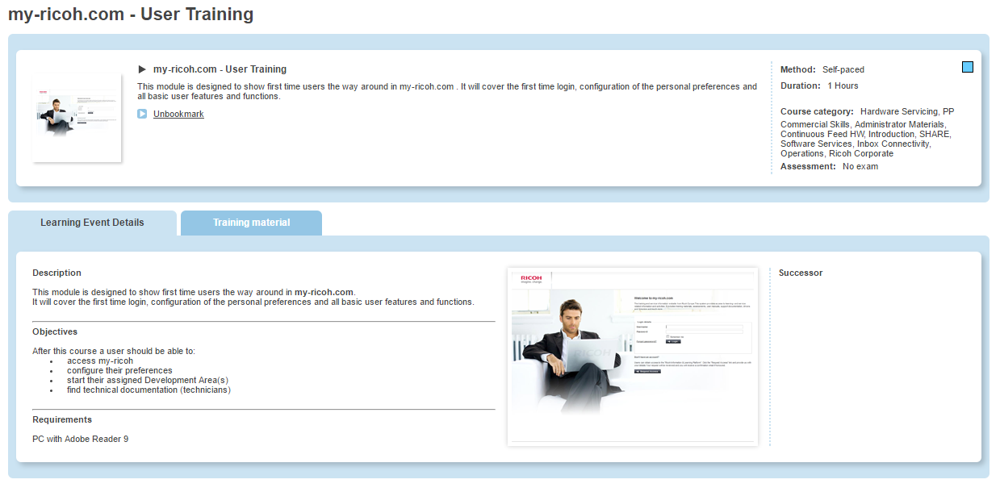 my-ricoh.com - User Training
my-ricoh.com - User Training
This module is designed to show first time users the way around in my-ricoh.com . It will cover the first time login, configuration of the personal preferences and
all basic user features and functions.
Unbookmark
Method: Self-paced
Duration: 1 Hours
Course category: Hardware Servicing, PP
Commercial Skills, Administrator Materials,
Continuous Feed HW, Introduction, SHARE,
Software Services, Inbox Connectivity,
Operations, Ricoh Corporate
Assessment: No exam
Learning Event Details
Training material
Description
This module is designed to show first time users the way around in my-ricoh.com.
It will cover the first time login, configuration of the personal preferences and all basic user features and functions.
Objectives
After this course a user should be able to:
• access my-ricoh
• configure their preferences
• start their assigned Development Area(s)
• find technical documentation (technicians)
Requirements
PC with Adobe Reader 9
RICOH
imagine. change.
Welcome to my-ricoh.com
Login details
Username
Password
Remember me
Login
RICOH
Don't have an account?
Request Access
Successor